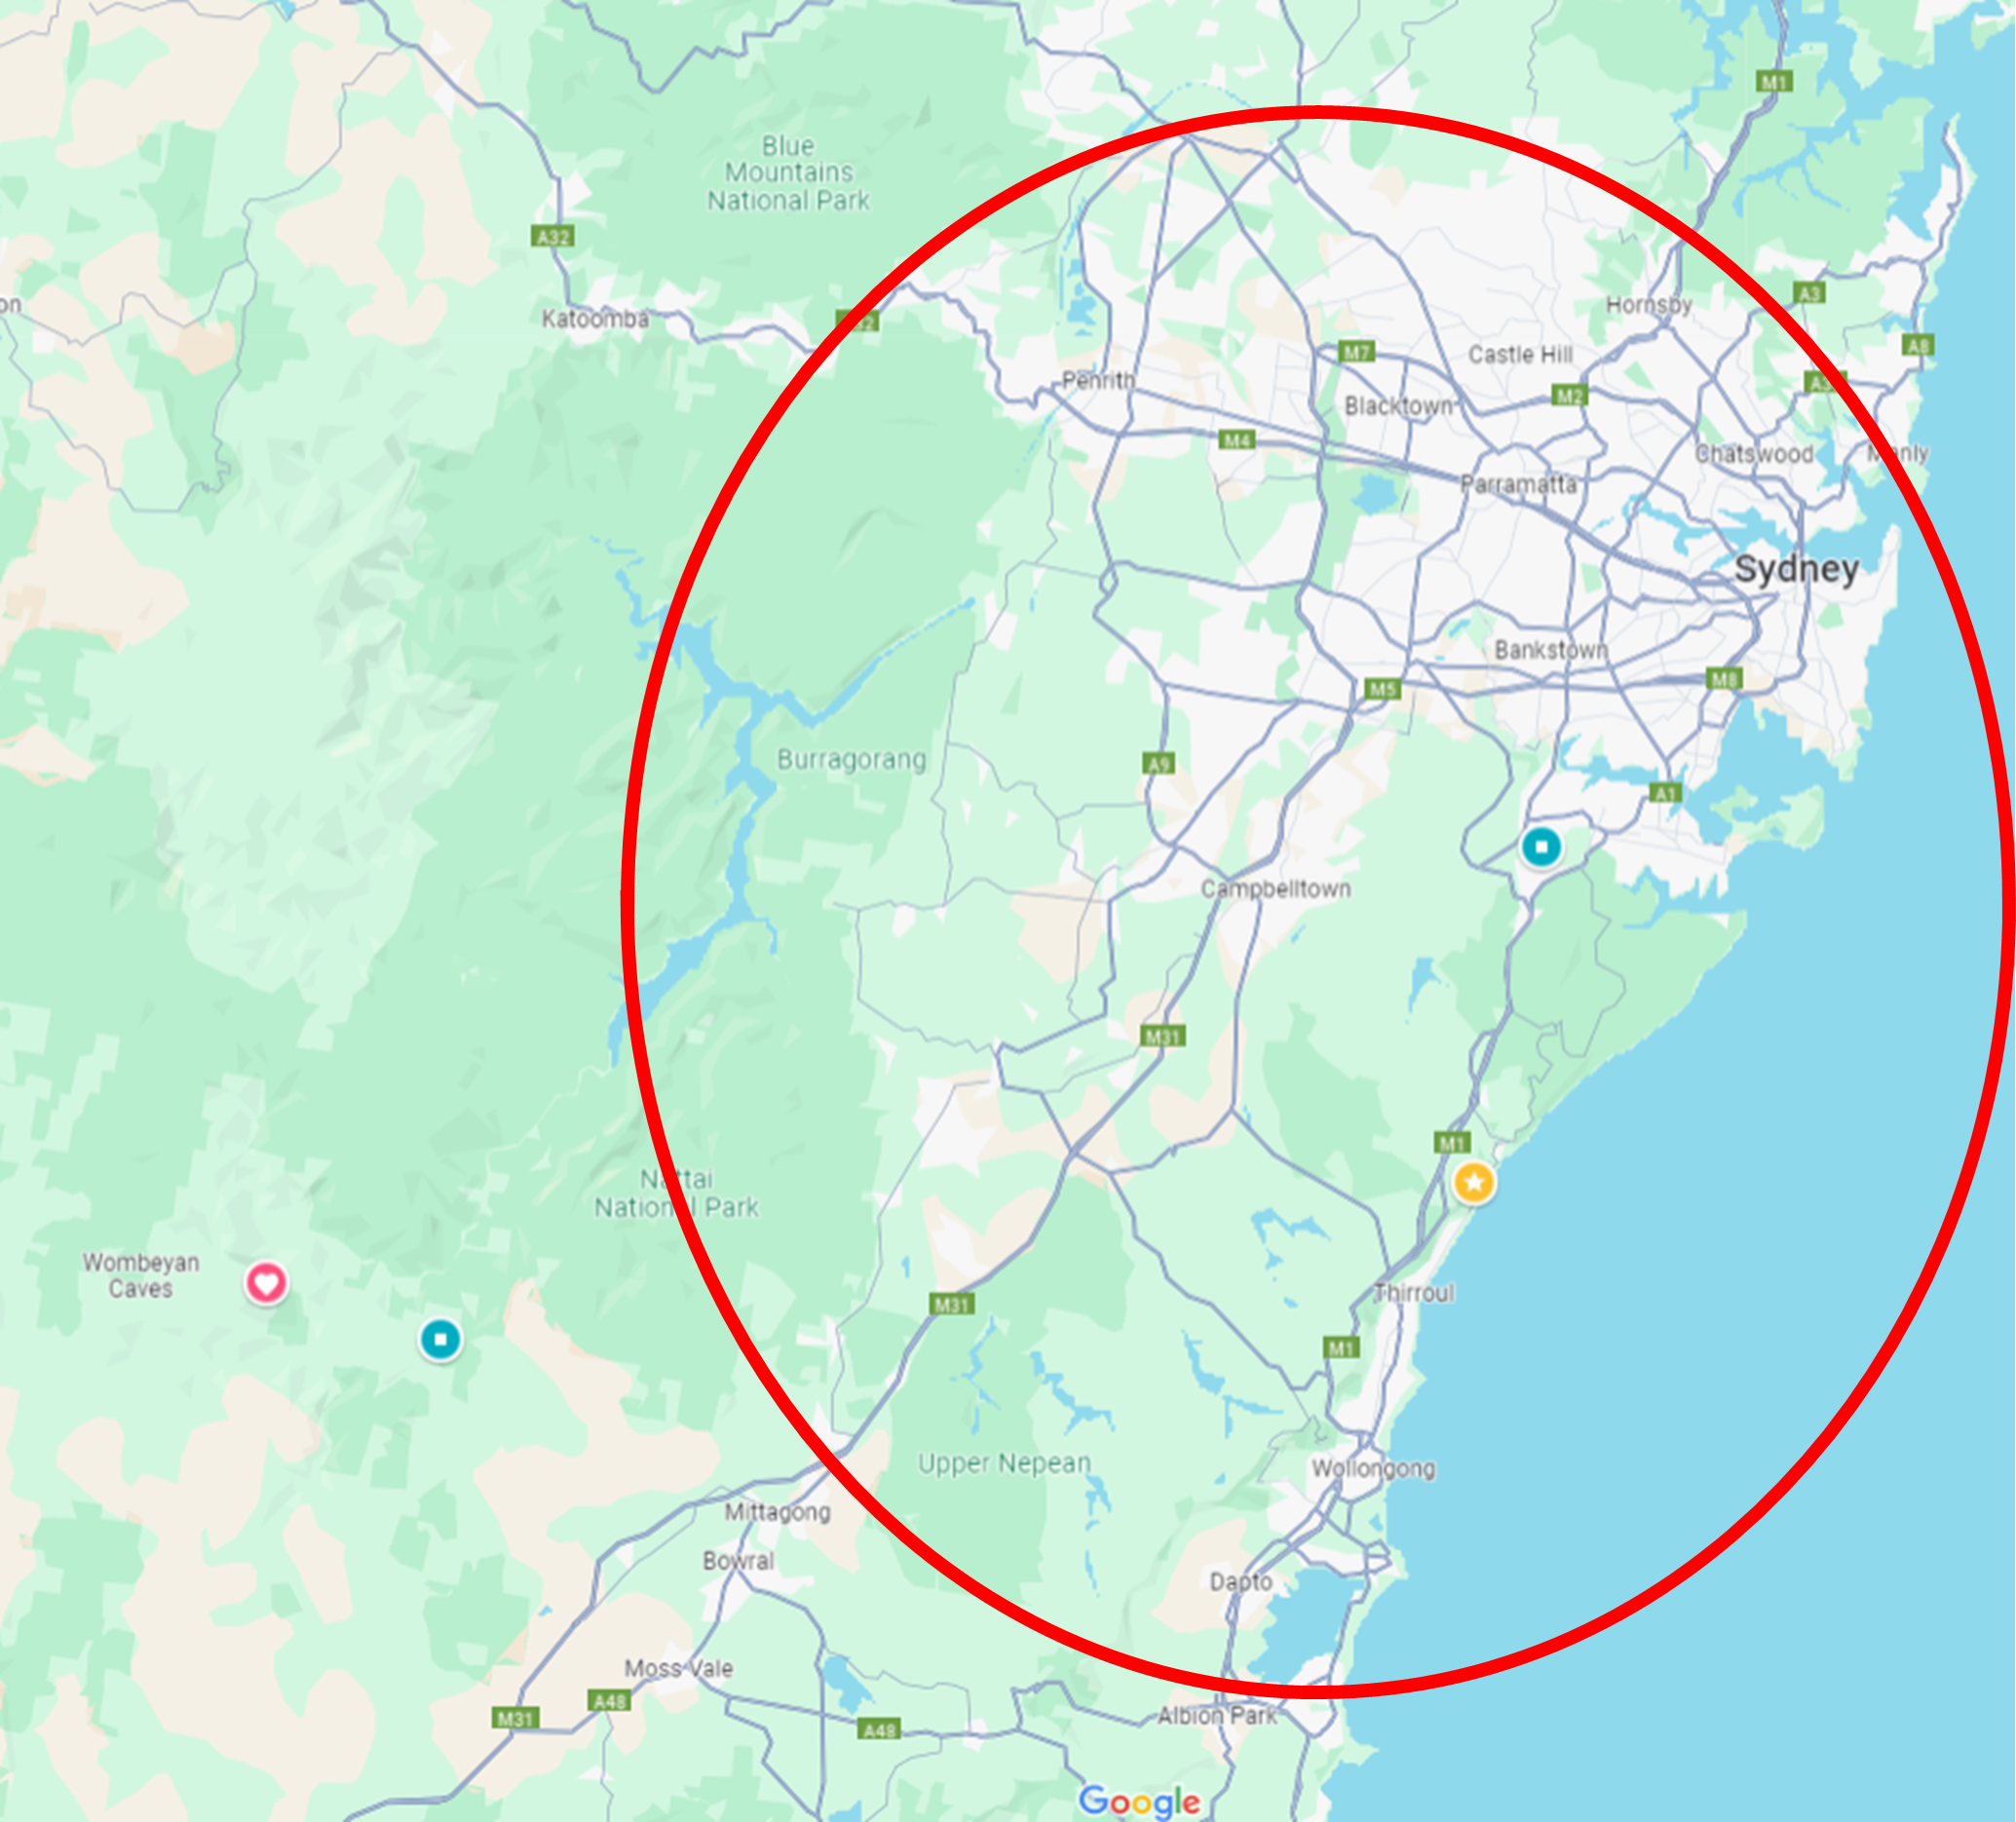 M1
Blue
Mountains
National Park
A32
A3
on
Katoomba
Hornsby
A8
M7
Castle Hill
Penrith
M2
Blacktown
M4
Chatswood
Manly
Parramatta
Sydney
Bankstown
M8
M5
Burragorang
A9
A1
Campbelltown
M31
M1
Nattai
National Park
Wombeyan
Caves
Thirroul
M31
M1
Upper Nepean
Wollongong
Mittagong
Bowral
Dapto
Moss Vale
A48
M31
Albion Park
A48
Google